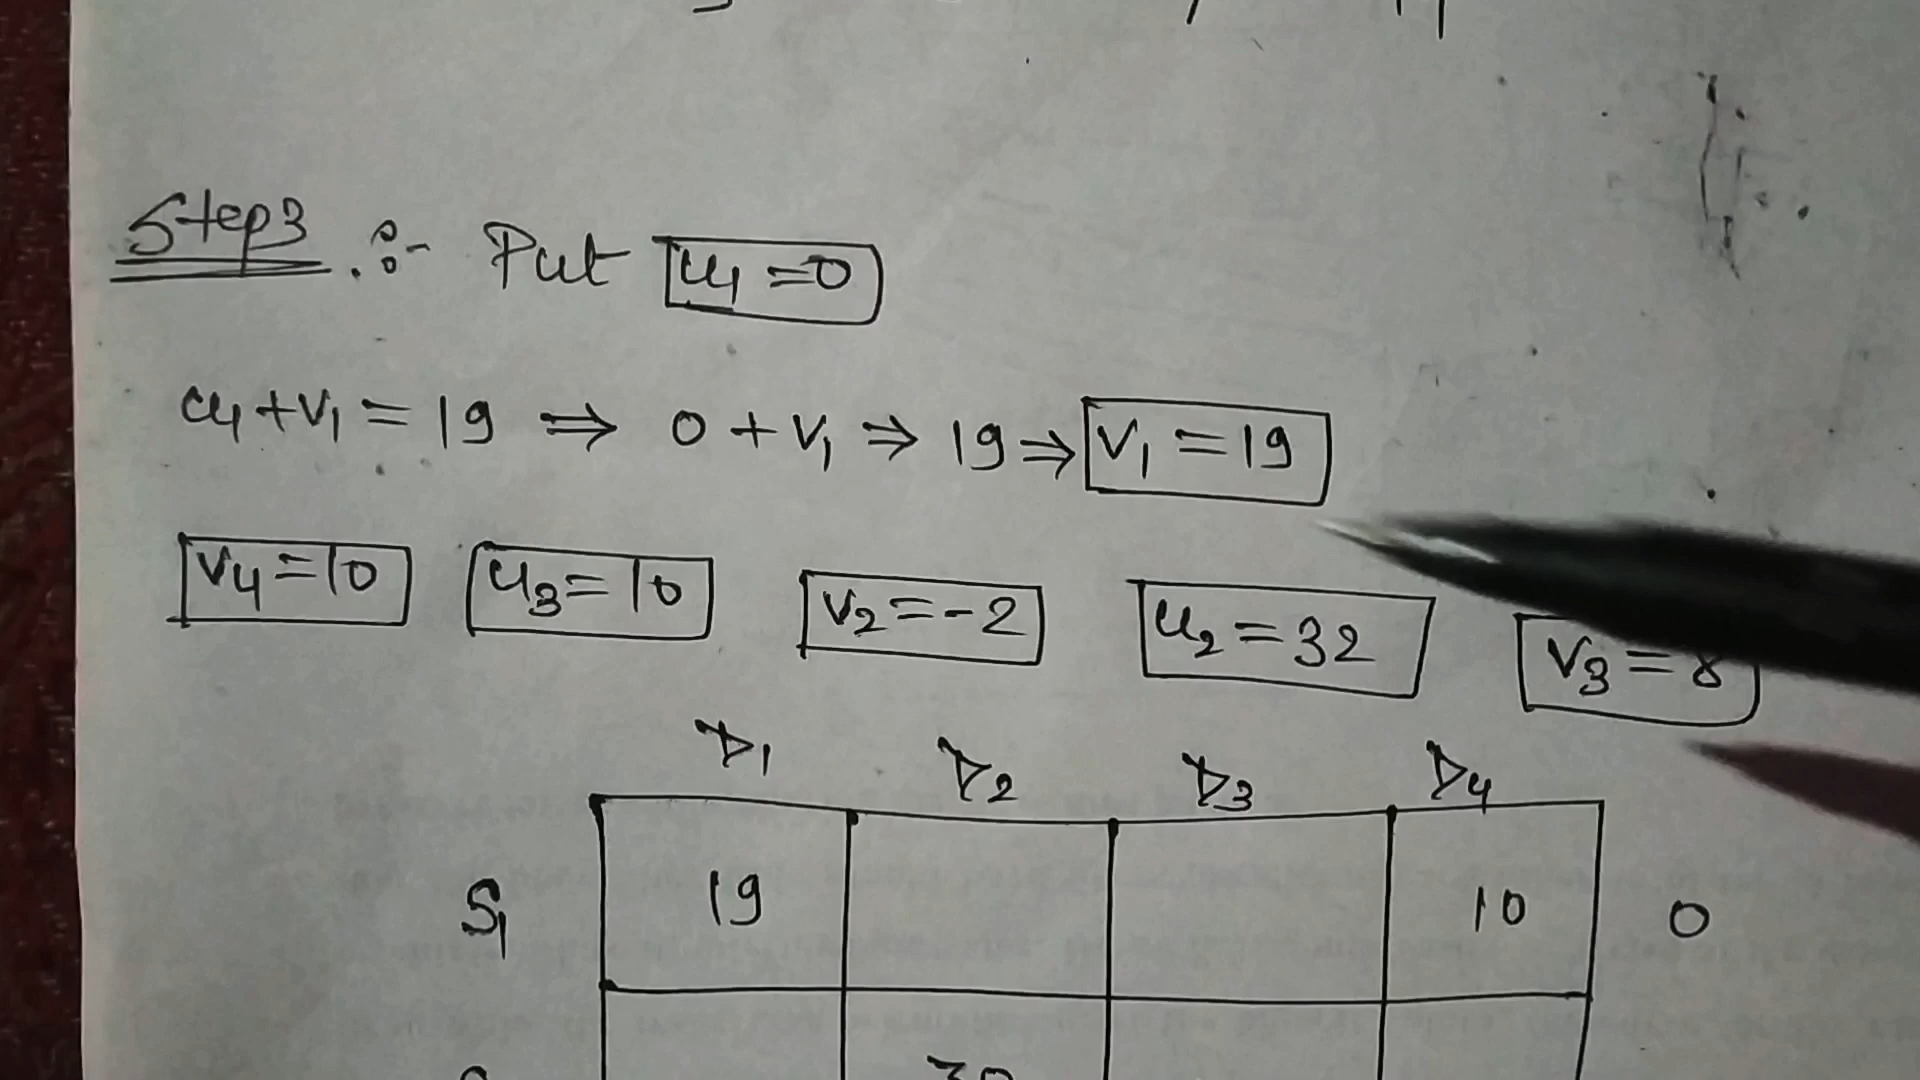 Step3 :- Put u1 =0
u1+v1 = 19 ⇒ 0 + v1 ⇒ 19 ⇒ v1 = 19
v4=10 u3=10 v2=-2 u2=32 v3=8
D1 D2 D3 D4
S1 19 10 0
30